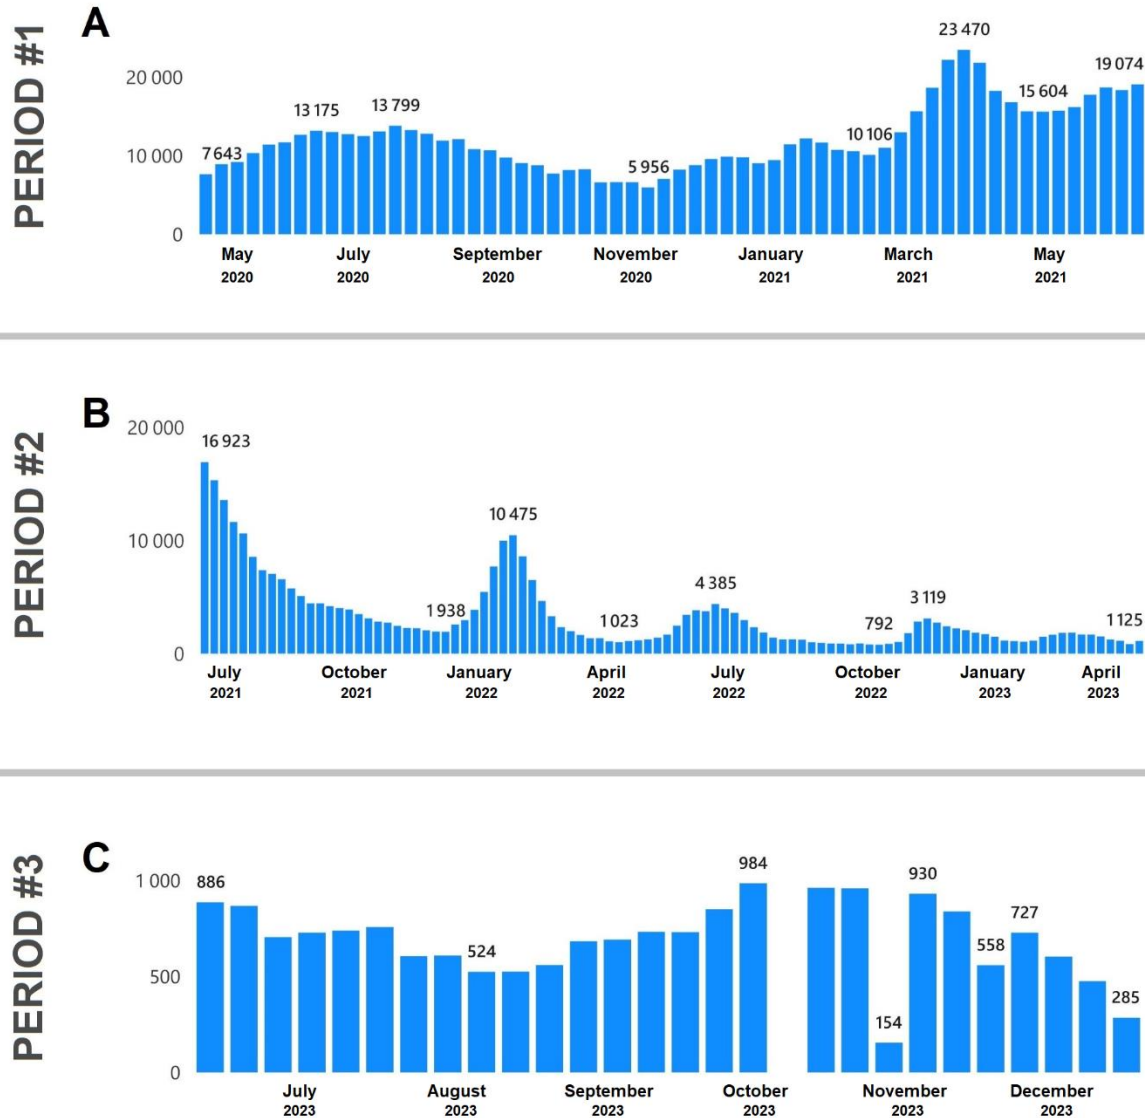 PERIOD #1
A
23 470
20 000
19 074
13 175
13 799
15 604
10 106
10 000
7 643
5 956
0
May July September November January March May
2020 2020 2020 2020 2021 2021 2021
PERIOD #2
B
20 000
16 923
10 475
10 000
4 385
3 119
1 938
1 023
792
1 125
0
July October January April July October January April
2021 2021 2022 2022 2022 2022 2023 2023
PERIOD #3
C
984
1 000
886
930
727
524
558
500
285
154
0
July August September October November December
2023 2023 2023 2023 2023 2023